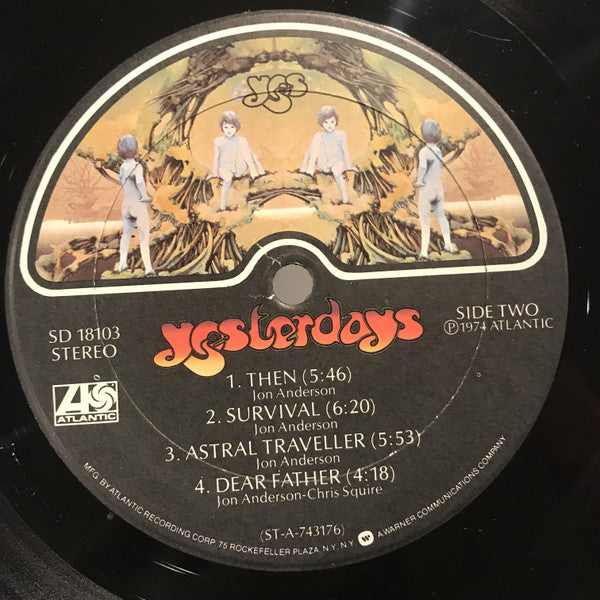 yes
SD 18103
STEREO
yesterdays
SIDE TWO
Ⓟ1974 ATLANTIC
1. THEN (5:46)
Jon Anderson
2. SURVIVAL (6:20)
Jon Anderson
3. ASTRAL TRAVELLER (5:53)
Jon Anderson
4. DEAR FATHER (4:18)
Jon Anderson-Chris Squire
ATLANTIC
(ST-A-743176)
MFG. BY ATLANTIC RECORDING CORP. 75 ROCKEFELLER PLAZA, N.Y. N.Y. W A WARNER COMMUNICATIONS COMPANY